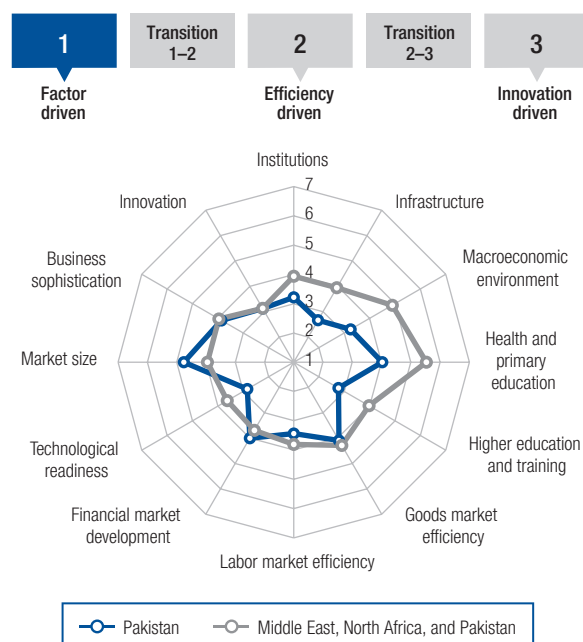 1
Transition
1–2
2
Transition
2–3
3
Factor
driven
Efficiency
driven
Innovation
driven
Institutions
Infrastructure
Macroeconomic
environment
Health and
primary
education
Higher education
and training
Goods market
efficiency
Labor market efficiency
Financial market
development
Technological
readiness
Market size
Business
sophistication
Innovation
7
6
5
4
3
2
1
Pakistan
Middle East, North Africa, and Pakistan